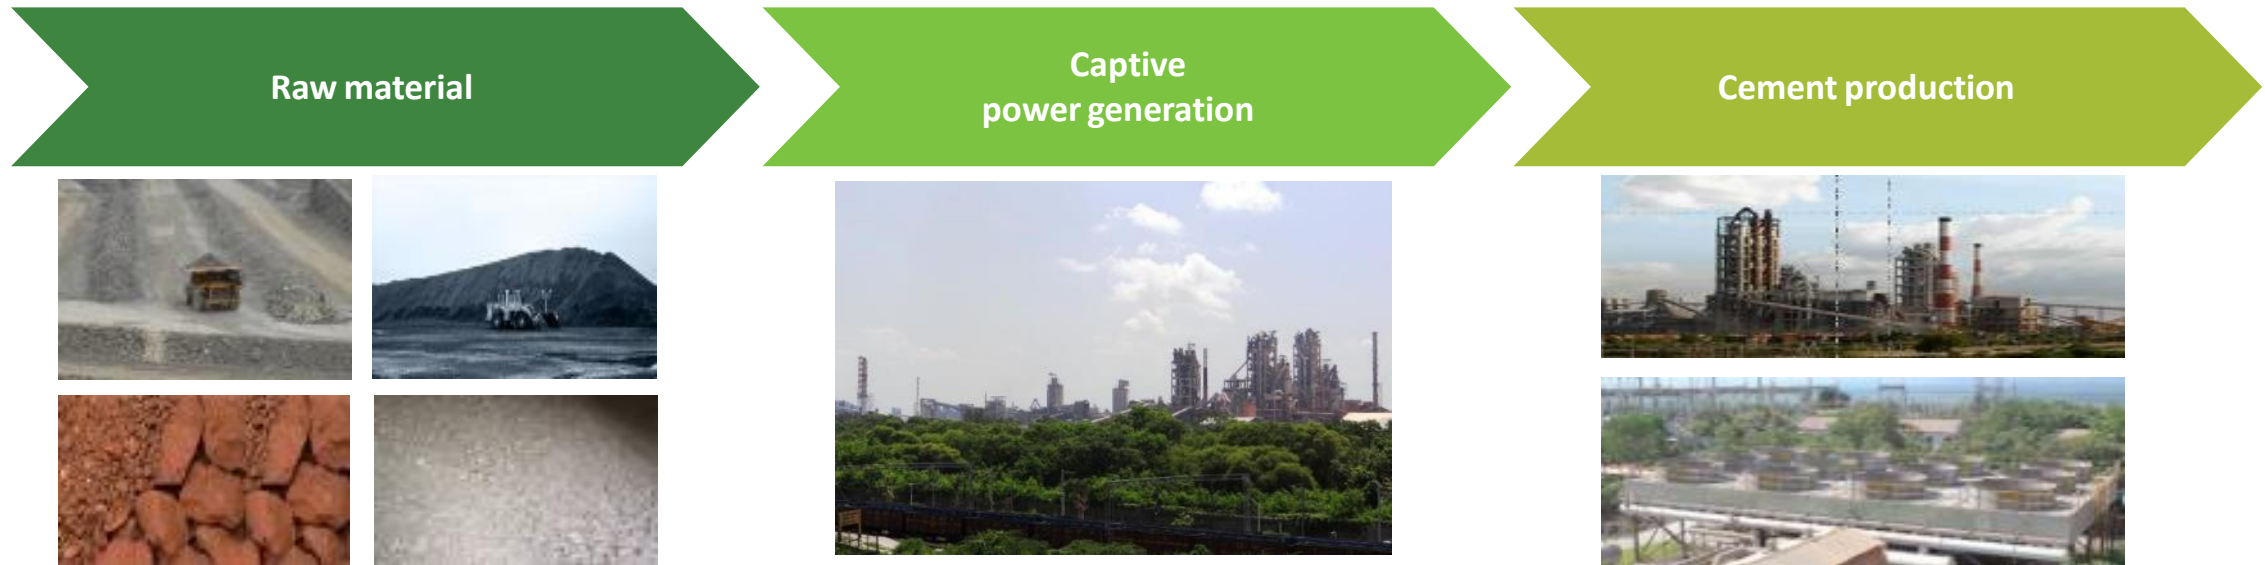 Raw material
Captive
power generation
Cement production